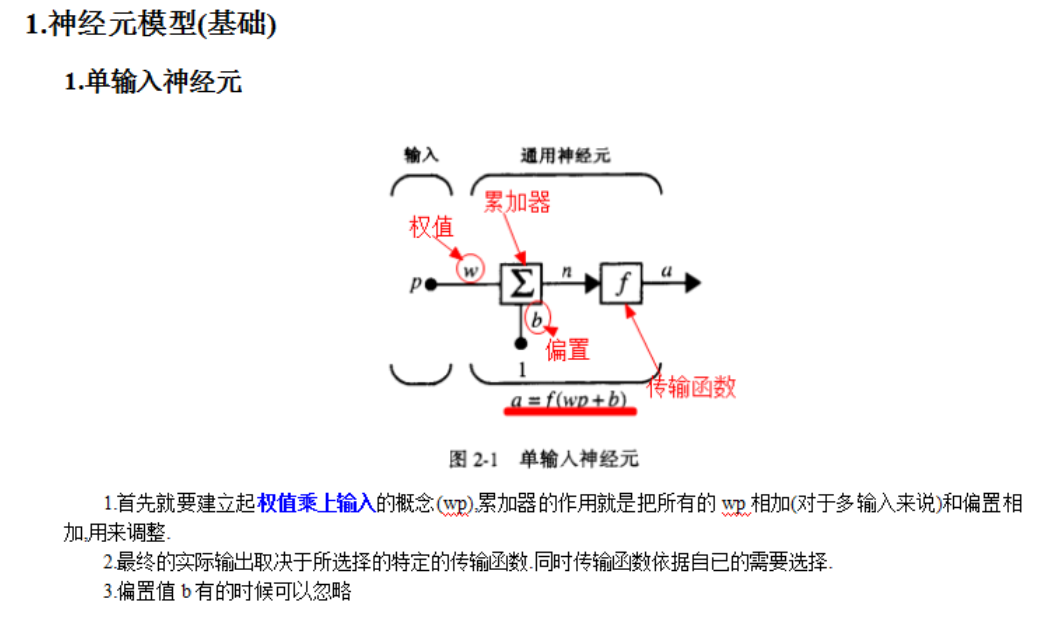 1.神经元模型(基础)
1.单输入神经元
输入 通用神经元
累加器
权值
p w Σ n f a
b
偏置
1
传输函数
a = f(wp + b)
图 2-1 单输入神经元
1.首先就要建立起权值乘上输入的概念(wp),累加器的作用就是把所有的 wp 相加(对于多输入来说)和偏置相
加,用来调整.
2.最终的实际输出取决于所选择的特定的传输函数.同时传输函数依据自已的需要选择.
3.偏置值 b 有的时候可以忽略